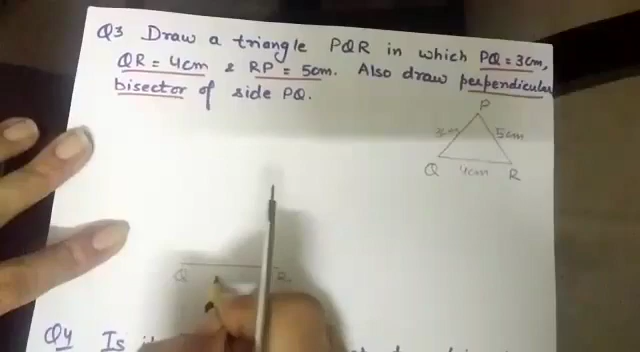 Q3 Draw a triangle PQR in which PQ = 3cm,
QR = 4cm & RP = 5cm. Also draw perpendicular
bisector of side PQ.
P
3cm 5cm
Q 4cm R
Q R
Q4 Is